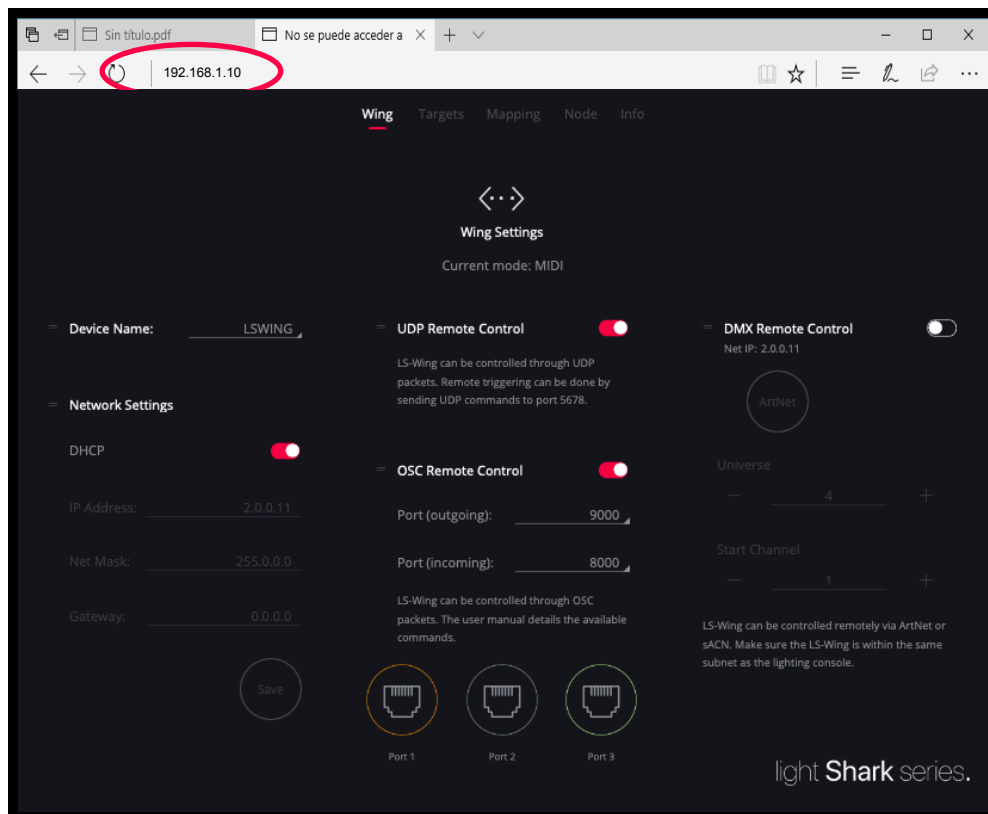 Sin título.pdf
No se puede acceder a
192.168.1.10
Wing Targets Mapping Node Info
Wing Settings
Current mode: MIDI
Device Name: LSWING
Network Settings
DHCP
IP Address: 2.0.0.11
Net Mask: 255.0.0.0
Gateway: 0.0.0.0
Save
UDP Remote Control
LS-Wing can be controlled through UDP
packets. Remote triggering can be done by
sending UDP commands to port 5678.
OSC Remote Control
Port (outgoing): 9000
Port (incoming): 8000
LS-Wing can be controlled through OSC
packets. The user manual details the available
commands.
Port 1 Port 2 Port 3
DMX Remote Control
Net IP: 2.0.0.11
ArtNet
Universe
4
Start Channel
1
LS-Wing can be controlled remotely via ArtNet or
sACN. Make sure the LS-Wing is within the same
subnet as the lighting console.
light Shark series.